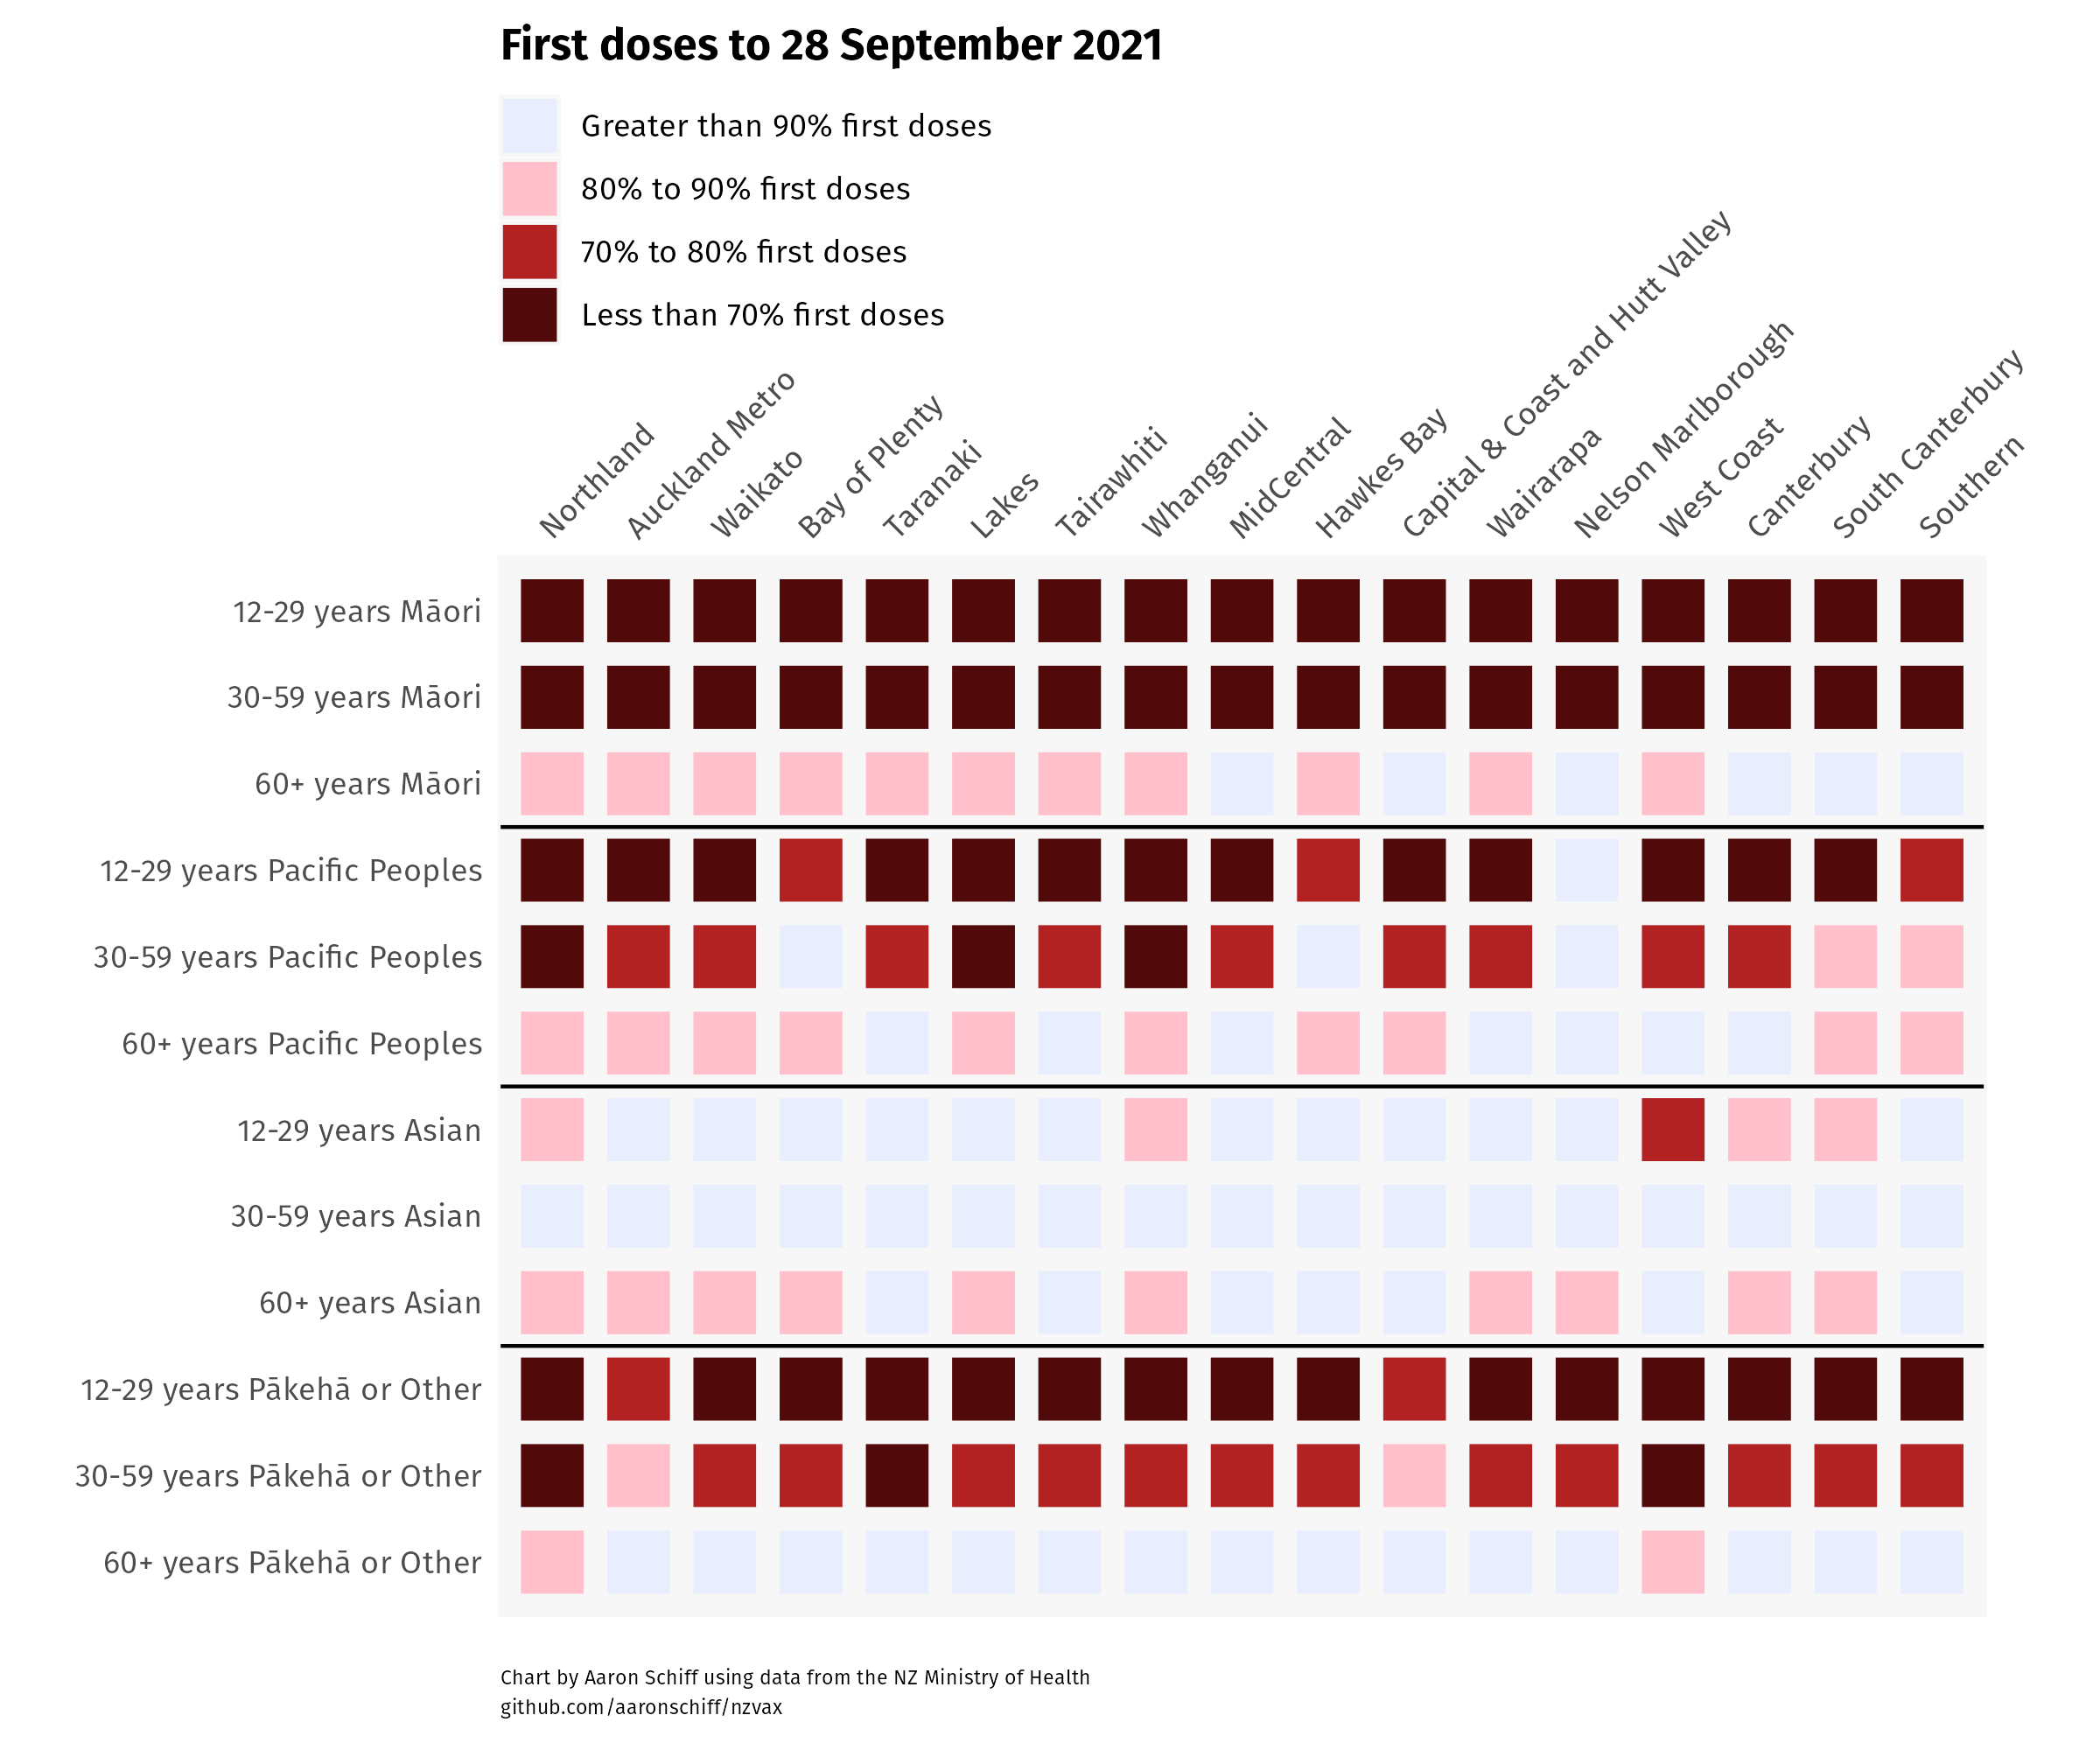 First doses to 28 September 2021
Greater than 90% first doses
80% to 90% first doses
70% to 80% first doses
Less than 70% first doses
Northland
Auckland Metro
Waikato
Bay of Plenty
Taranaki
Lakes
Tairawhiti
Whanganui
MidCentral
Hawkes Bay
Capital & Coast and Hutt Valley
Wairarapa
Nelson Marlborough
West Coast
Canterbury
South Canterbury
Southern
12-29 years Māori
30-59 years Māori
60+ years Māori
12-29 years Pacific Peoples
30-59 years Pacific Peoples
60+ years Pacific Peoples
12-29 years Asian
30-59 years Asian
60+ years Asian
12-29 years Pākehā or Other
30-59 years Pākehā or Other
60+ years Pākehā or Other
Chart by Aaron Schiff using data from the NZ Ministry of Health
github.com/aaronschiff/nzvax